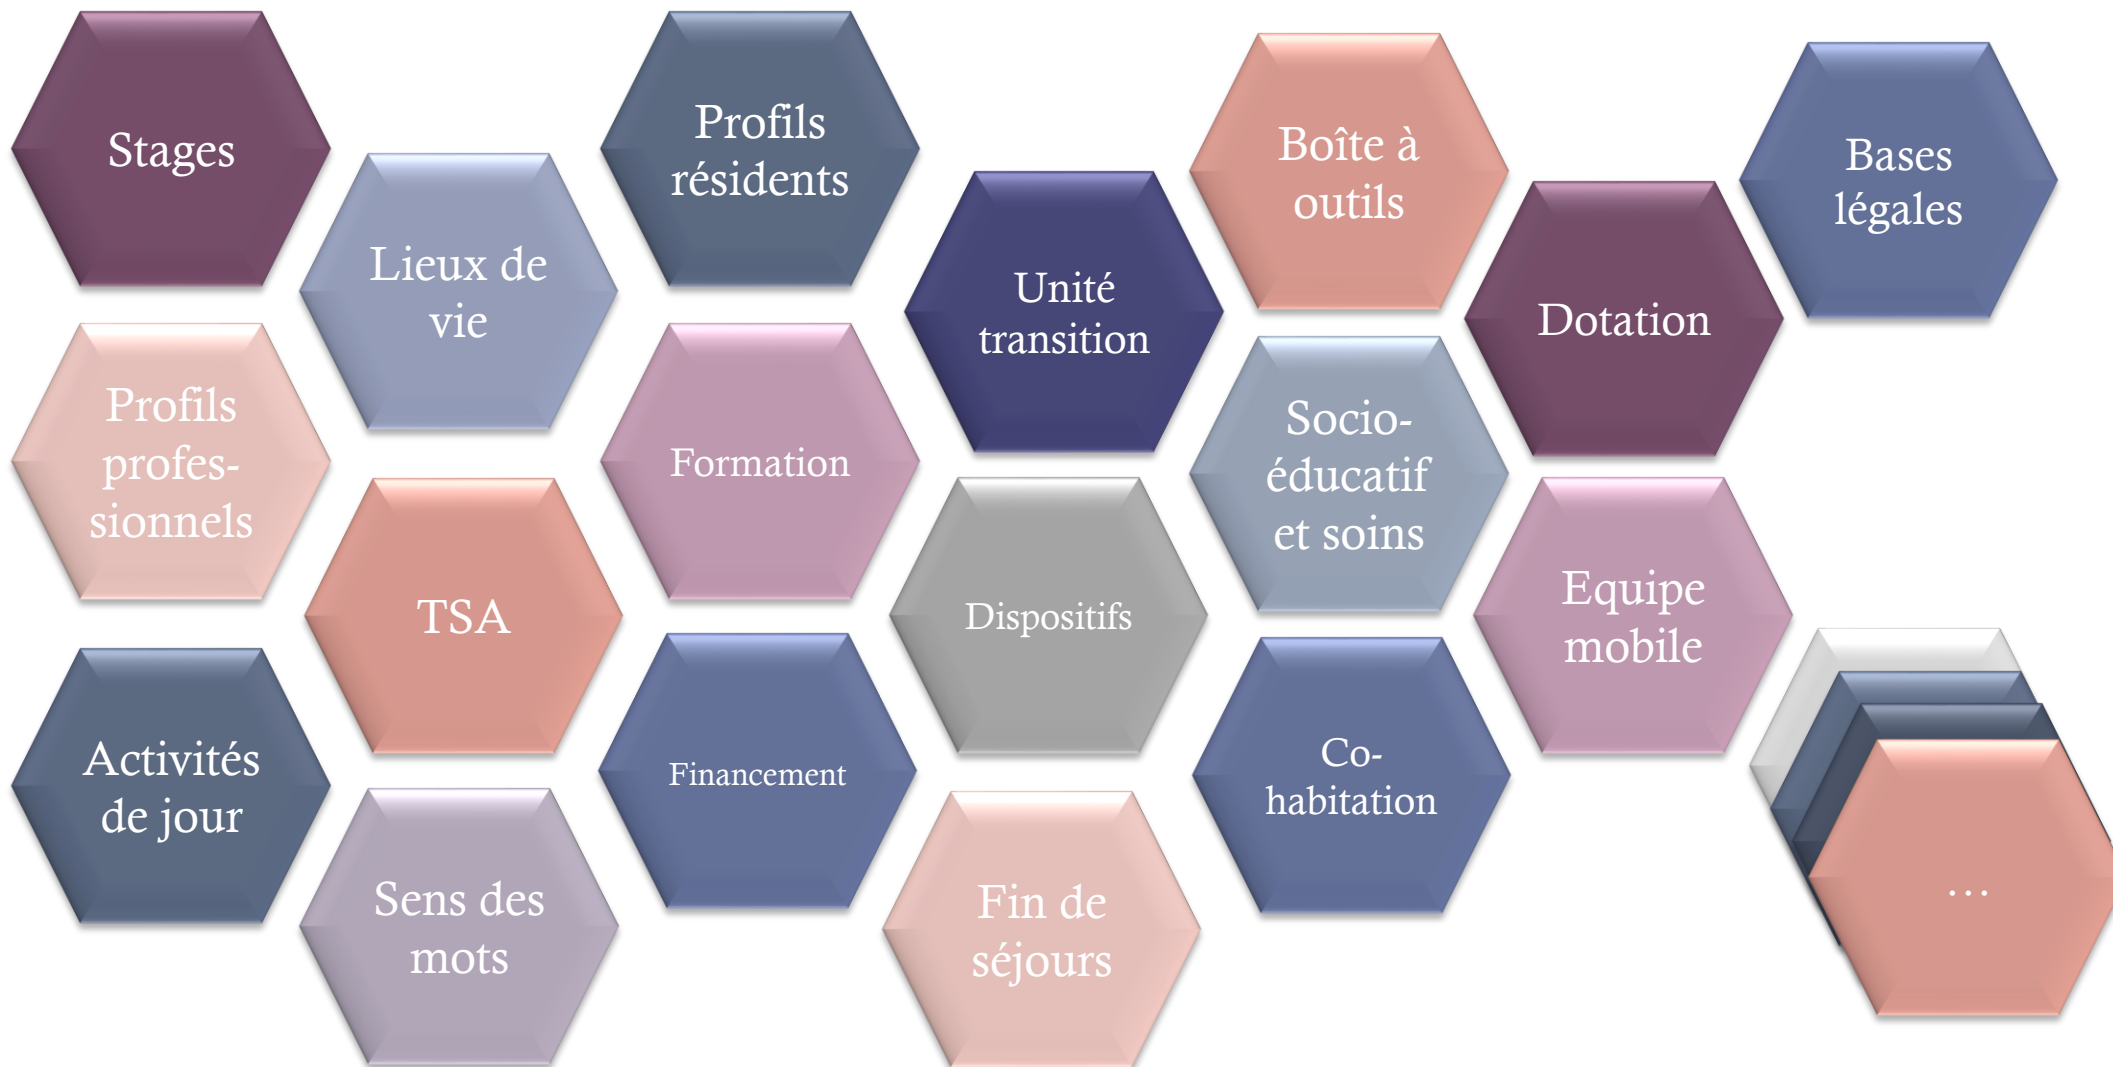 Stages
Profils
résidents
Boîte à
outils
Bases
légales
Lieux de
vie
Unité
transition
Dotation
Profils
profes-
sionnels
Formation
Socio-
éducatif
et soins
TSA
Dispositifs
Equipe
mobile
Activités
de jour
Financement
Co-
habitation
Sens des
mots
Fin de
séjours
...